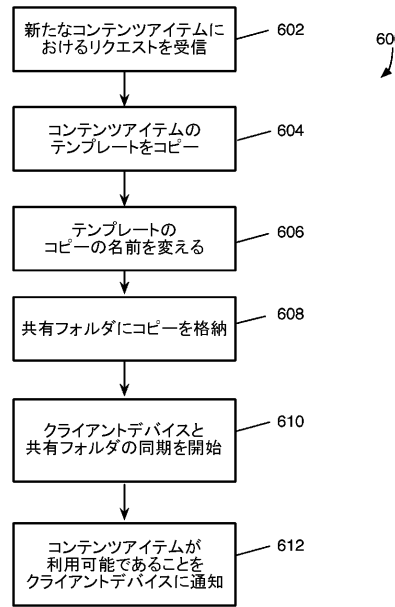 新たなコンテンツアイテムに
おけるリクエストを受信
602
60
コンテンツアイテムの
テンプレートをコピー
604
テンプレートの
コピーの名前を変える
606
共有フォルダにコピーを格納
608
クライアントデバイスと
共有フォルダの同期を開始
610
コンテンツアイテムが
利用可能であることを
クライアントデバイスに通知
612